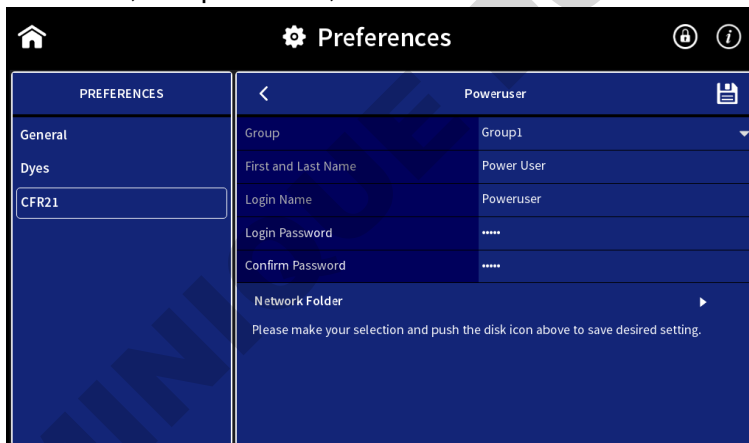 Preferences
PREFERENCES
Poweruser
General
Group Group1
Dyes
First and Last Name Power User
CFR21
Login Name Poweruser
Login Password •••••
Confirm Password •••••
Network Folder
Please make your selection and push the disk icon above to save desired setting.